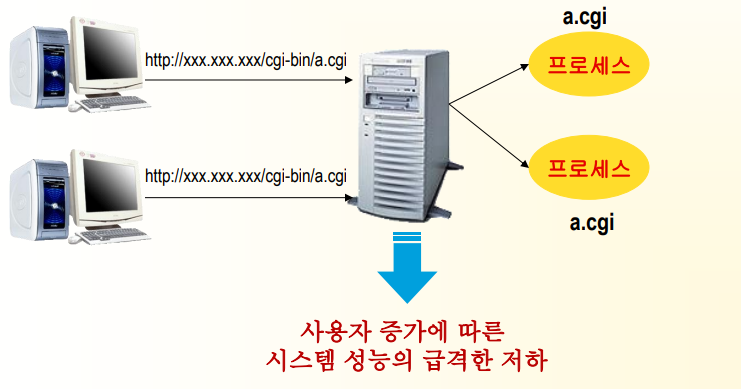 a.cgi
http://xxx.xxx.xxx/cgi-bin/a.cgi
프로세스
http://xxx.xxx.xxx/cgi-bin/a.cgi
프로세스
a.cgi
사용자 증가에 따른
시스템 성능의 급격한 저하